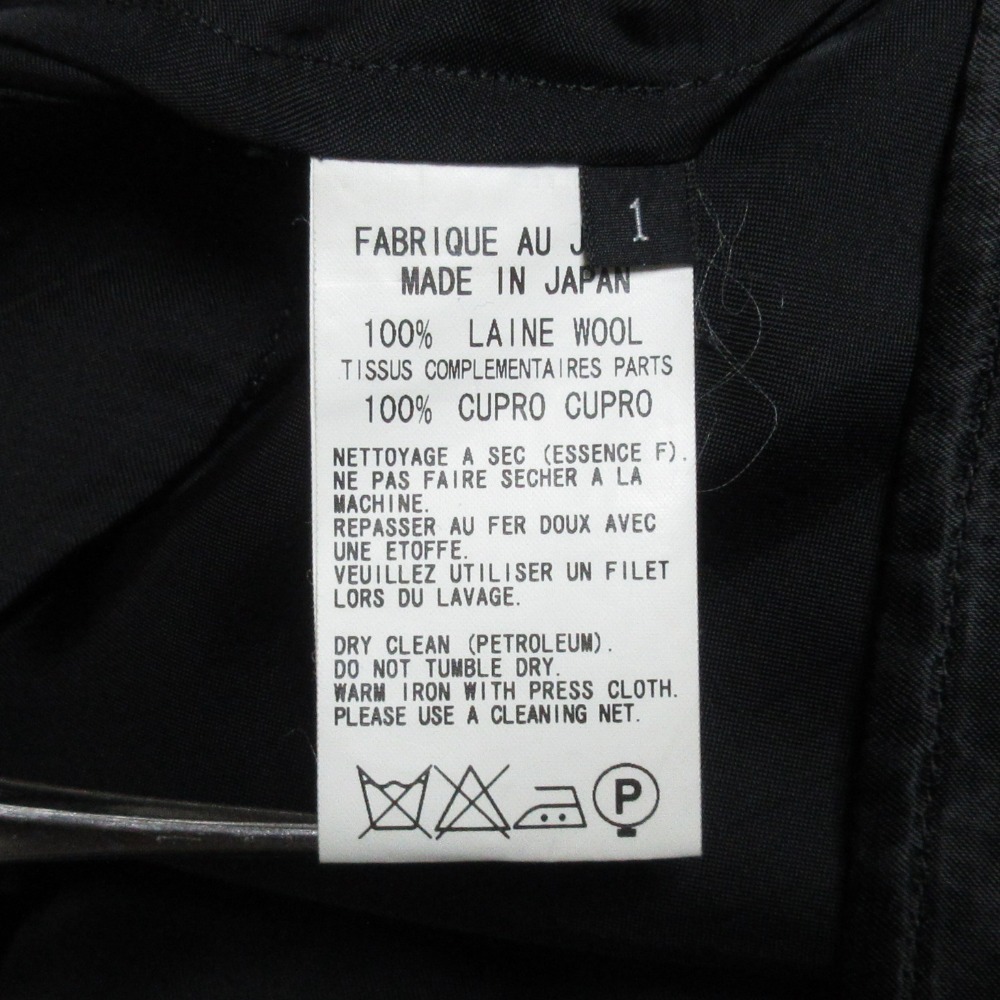 1
FABRIQUE AU J
MADE IN JAPAN
100% LAINE WOOL
TISSUS COMPLEMENTAIRES PARTS
100% CUPRO CUPRO
NETTOYAGE A SEC (ESSENCE F).
NE PAS FAIRE SECHER A LA
MACHINE.
REPASSER AU FER DOUX AVEC
UNE ETOFFE.
VEUILLEZ UTILISER UN FILET
LORS DU LAVAGE.
DRY CLEAN (PETROLEUM).
DO NOT TUMBLE DRY.
WARM IRON WITH PRESS CLOTH.
PLEASE USE A CLEANING NET.
P